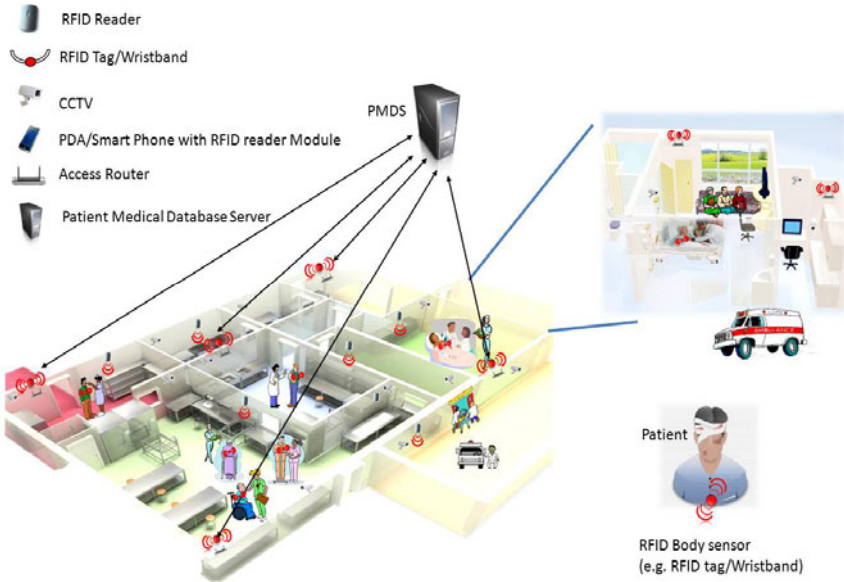 RFID Reader
RFID Tag/Wristband
CCTV
PDA/Smart Phone with RFID reader Module
Access Router
Patient Medical Database Server
PMDS
AMBULANCE
Patient
RFID Body sensor
(e.g. RFID tag/Wristband)